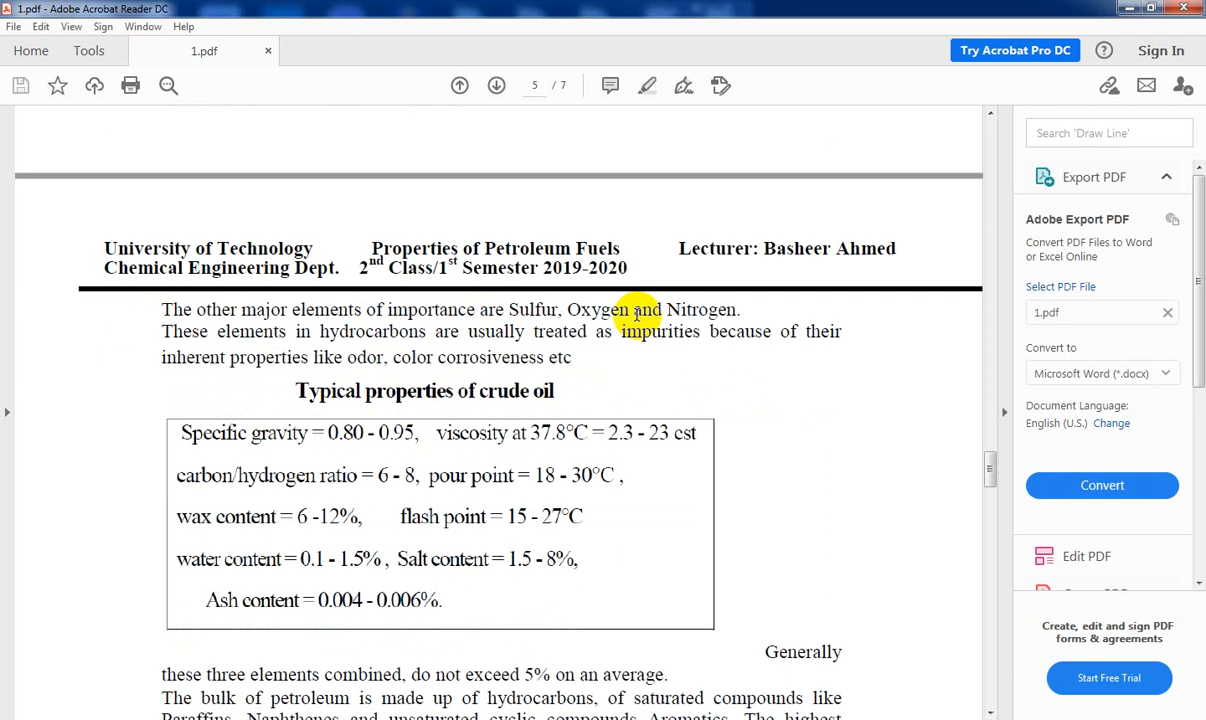 1.pdf - Adobe Acrobat Reader DC
File Edit View Sign Window Help
Home Tools 1.pdf × Try Acrobat Pro DC ? Sign In
5 / 7
Search 'Draw Line'
Export PDF
Adobe Export PDF
Convert PDF Files to Word
or Excel Online
Select PDF File
1.pdf ×
Convert to
Microsoft Word (*.docx)
Document Language:
English (U.S.) Change
Convert
Edit PDF
Create, edit and sign PDF
forms & agreements
Start Free Trial
University of Technology Properties of Petroleum Fuels Lecturer: Basheer Ahmed
Chemical Engineering Dept. 2nd Class/1st Semester 2019-2020
The other major elements of importance are Sulfur, Oxygen and Nitrogen.
These elements in hydrocarbons are usually treated as impurities because of their
inherent properties like odor, color corrosiveness etc
Typical properties of crude oil
Specific gravity = 0.80 - 0.95, viscosity at 37.8°C = 2.3 - 23 cst
carbon/hydrogen ratio = 6 - 8, pour point = 18 - 30°C ,
wax content = 6 -12%, flash point = 15 - 27°C
water content = 0.1 - 1.5% , Salt content = 1.5 - 8%,
Ash content = 0.004 - 0.006%.
Generally
these three elements combined, do not exceed 5% on an average.
The bulk of petroleum is made up of hydrocarbons, of saturated compounds like
Paraffins, Naphthenes and unsaturated cyclic compounds Aromatics. The highest